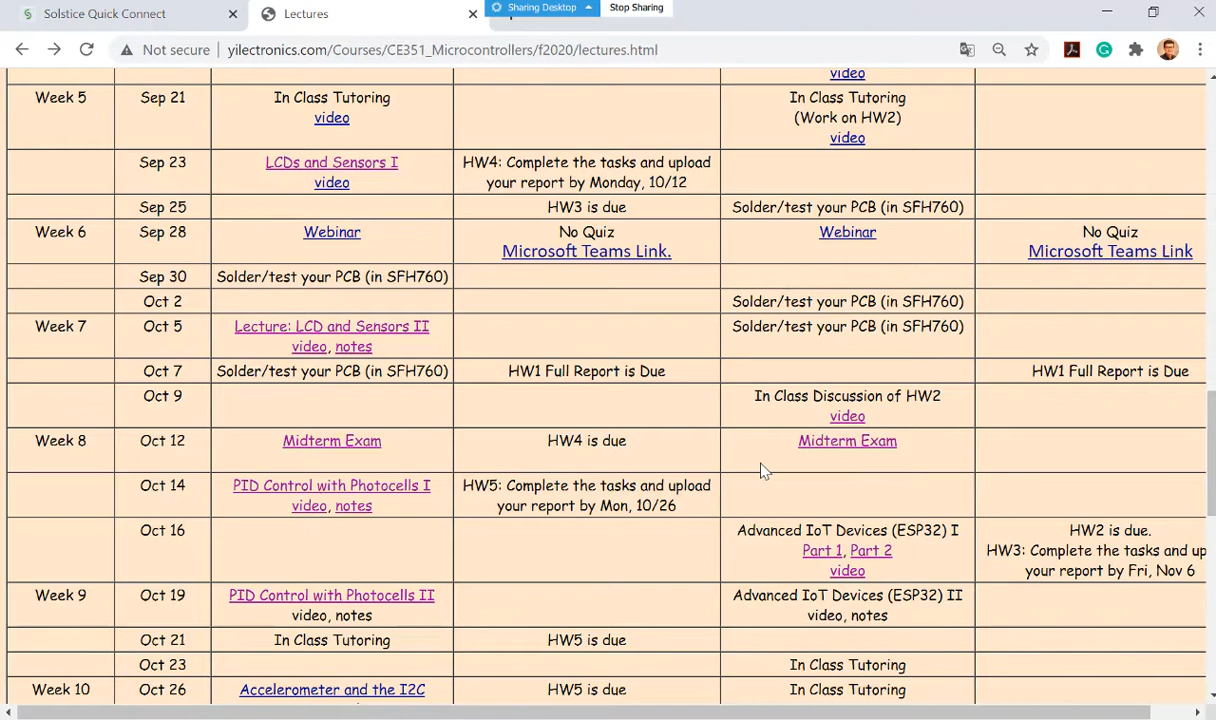 Solstice Quick Connect
Lectures
Sharing Desktop
Stop Sharing
Not secure
yilectronics.com/Courses/CE351_Microcontrollers/f2020/lectures.html
video
Week 5
Sep 21
In Class Tutoring
video
In Class Tutoring
(Work on HW2)
video
Sep 23
LCDs and Sensors I
video
HW4: Complete the tasks and upload
your report by Monday, 10/12
Sep 25
HW3 is due
Solder/test your PCB (in SFH760)
Week 6
Sep 28
Webinar
No Quiz
Microsoft Teams Link.
Webinar
No Quiz
Microsoft Teams Link
Sep 30
Solder/test your PCB (in SFH760)
Oct 2
Solder/test your PCB (in SFH760)
Week 7
Oct 5
Lecture: LCD and Sensors II
video, notes
Solder/test your PCB (in SFH760)
Oct 7
Solder/test your PCB (in SFH760)
HW1 Full Report is Due
HW1 Full Report is Due
Oct 9
In Class Discussion of HW2
video
Week 8
Oct 12
Midterm Exam
HW4 is due
Midterm Exam
Oct 14
PID Control with Photocells I
video, notes
HW5: Complete the tasks and upload
your report by Mon, 10/26
Oct 16
Advanced IoT Devices (ESP32) I
Part 1, Part 2
video
HW2 is due.
HW3: Complete the tasks and up
your report by Fri, Nov 6
Week 9
Oct 19
PID Control with Photocells II
video, notes
Advanced IoT Devices (ESP32) II
video, notes
Oct 21
In Class Tutoring
HW5 is due
Oct 23
In Class Tutoring
Week 10
Oct 26
Accelerometer and the I2C
HW5 is due
In Class Tutoring